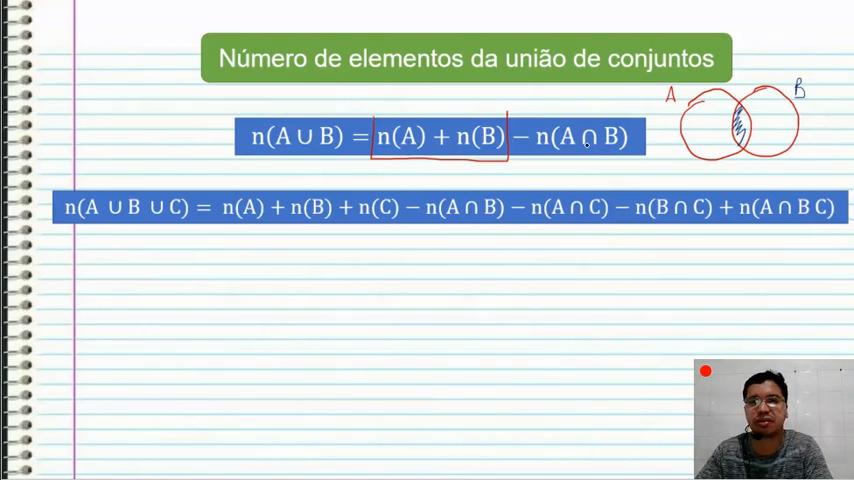 Número de elementos da união de conjuntos
A B
n(A ∪ B) = n(A) + n(B) − n(A ∩ B)
n(A ∪ B ∪ C) = n(A) + n(B) + n(C) − n(A ∩ B) − n(A ∩ C) − n(B ∩ C) + n(A ∩ B C)